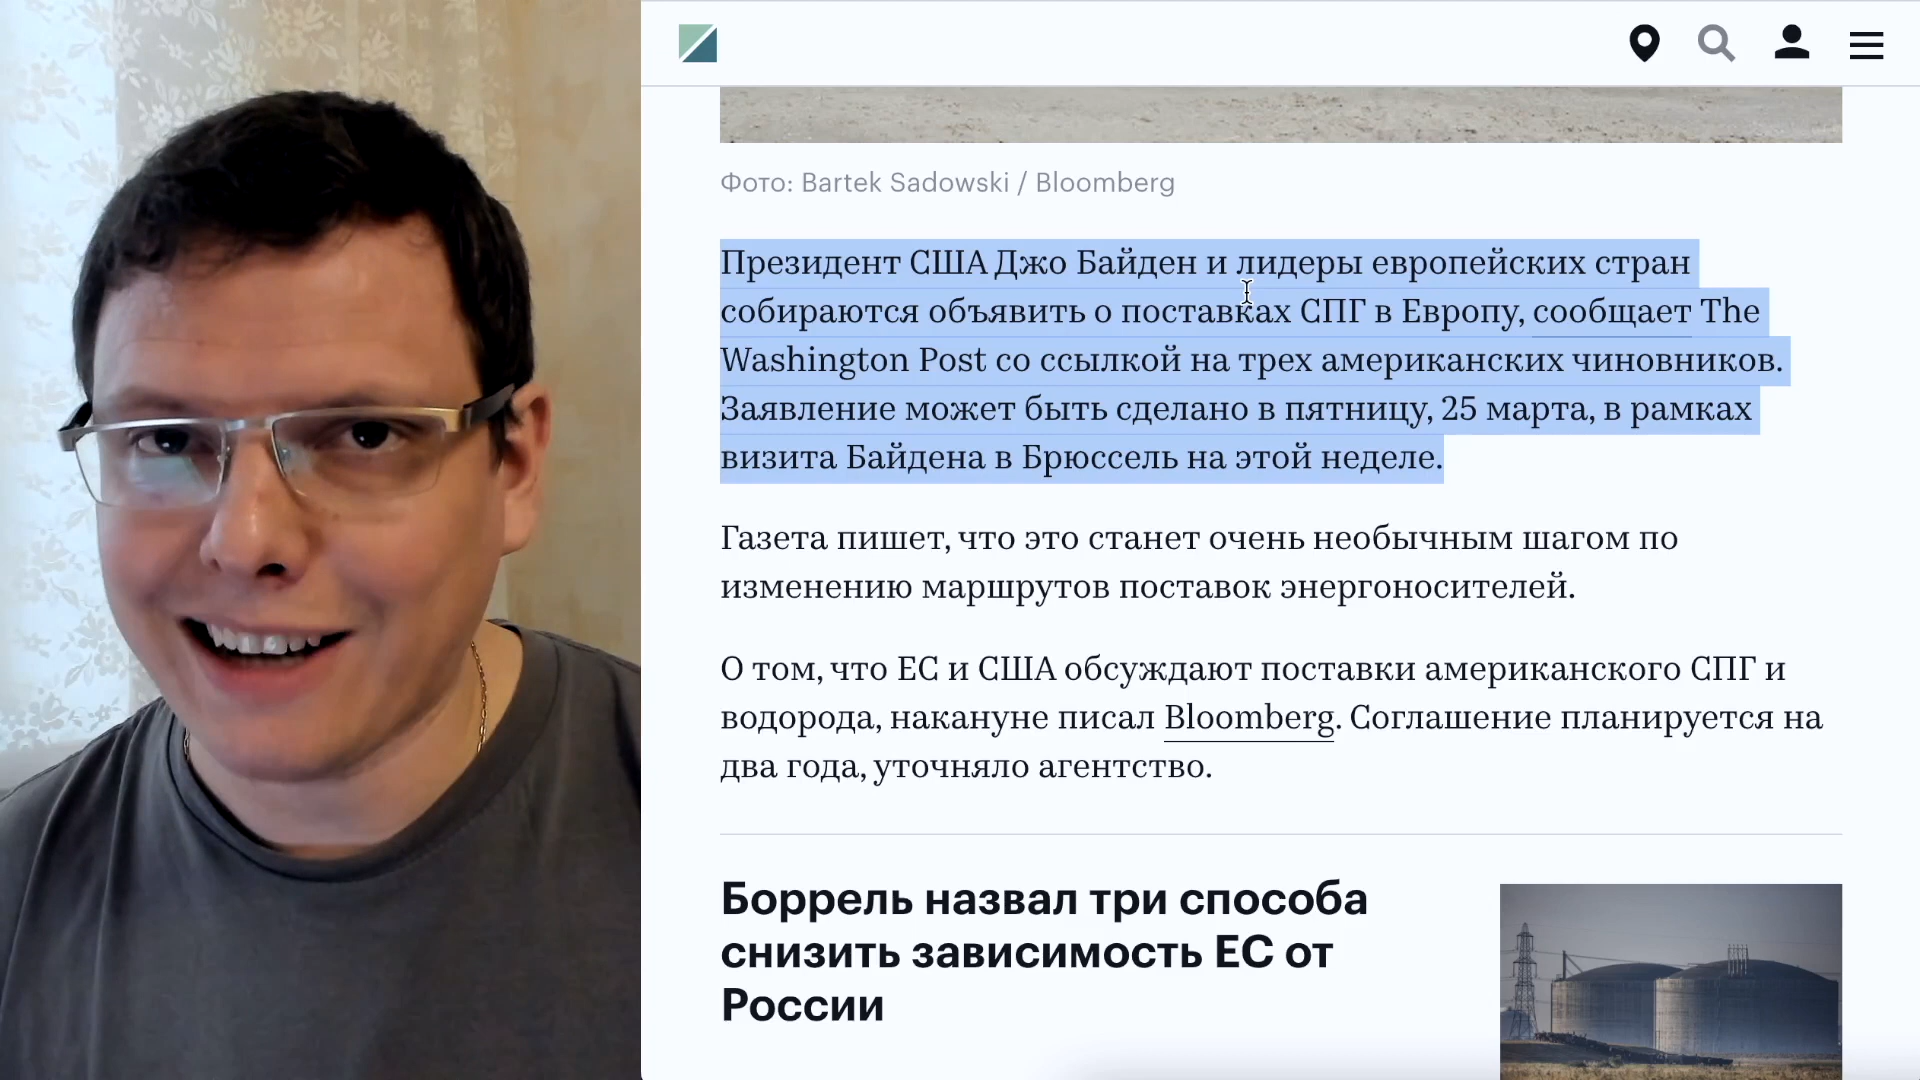 Фото: Bartek Sadowski / Bloomberg
Президент США Джо Байден и лидеры европейских стран
собираются объявить о поставках СПГ в Европу, сообщает The
Washington Post со ссылкой на трех американских чиновников.
Заявление может быть сделано в пятницу, 25 марта, в рамках
визита Байдена в Брюссель на этой неделе.
Газета пишет, что это станет очень необычным шагом по
изменению маршрутов поставок энергоносителей.
О том, что ЕС и США обсуждают поставки американского СПГ и
водорода, накануне писал Bloomberg. Соглашение планируется на
два года, уточняло агентство.
Боррель назвал три способа
снизить зависимость ЕС от
России